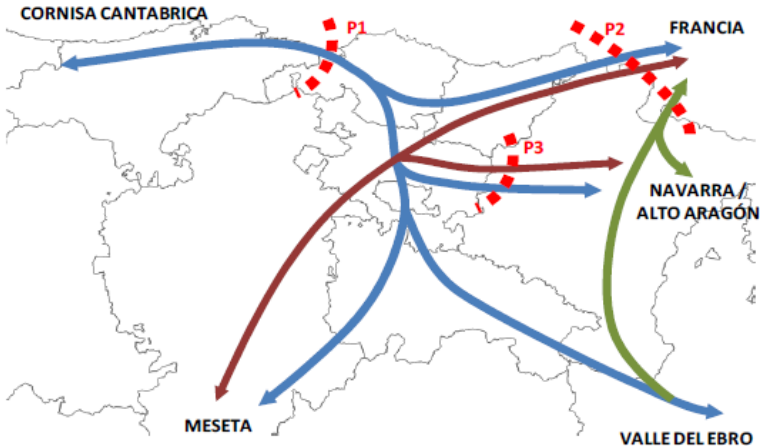 CORNISA CANTABRICA
P1
P2
FRANCIA
P3
NAVARRA /
ALTO ARAGÓN
MESETA
VALLE DEL EBRO